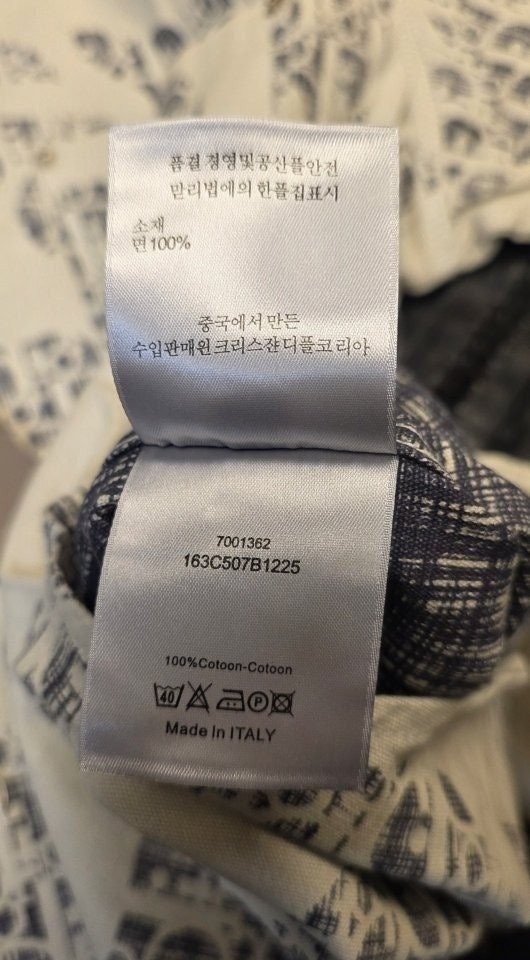 품결 경영및공산플안전
맏리법에의한플집표시
소재
면100%
중국에서 만든
수입판매원크리스잔디플코리아
7001362
163C507B1225
100%Cotoon-Cotoon
40 P
Made In ITALY